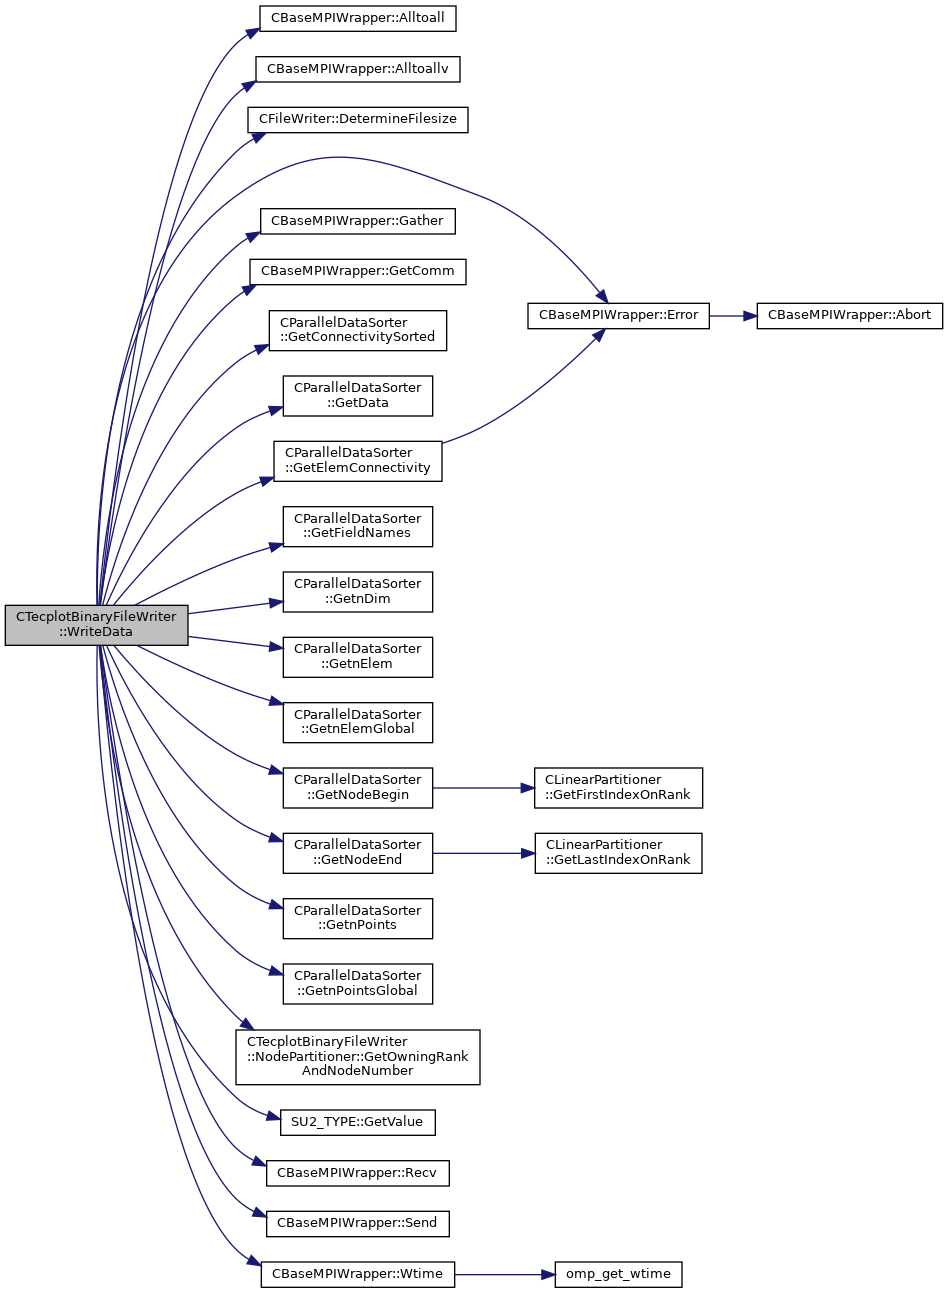 CBaseMPIWrapper::Alltoall
CBaseMPIWrapper::Alltoallv
CFileWriter::DetermineFilesize
CBaseMPIWrapper::Gather
CBaseMPIWrapper::GetComm
CBaseMPIWrapper::Error
CBaseMPIWrapper::Abort
CParallelDataSorter
::GetConnectivitySorted
CParallelDataSorter
::GetData
CParallelDataSorter
::GetElemConnectivity
CParallelDataSorter
::GetFieldNames
CParallelDataSorter
::GetnDim
CTecplotBinaryFileWriter
::WriteData
CParallelDataSorter
::GetnElem
CParallelDataSorter
::GetnElemGlobal
CParallelDataSorter
::GetNodeBegin
CLinearPartitioner
::GetFirstIndexOnRank
CParallelDataSorter
::GetNodeEnd
CLinearPartitioner
::GetLastIndexOnRank
CParallelDataSorter
::GetnPoints
CParallelDataSorter
::GetnPointsGlobal
CTecplotBinaryFileWriter
::NodePartitioner::GetOwningRank
AndNodeNumber
SU2_TYPE::GetValue
CBaseMPIWrapper::Recv
CBaseMPIWrapper::Send
CBaseMPIWrapper::Wtime
omp_get_wtime